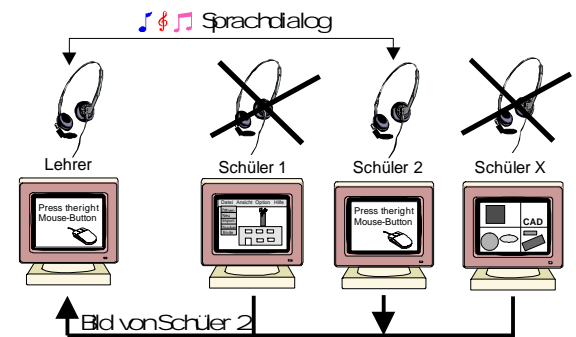 Sprachdialog
Lehrer
Schüler 1
Schüler 2
Schüler X
Press theright
Mouse-Button
Datei Ansicht Option Hilfe
Neu
Press theright
Mouse-Button
CAD
Bild von Schüler 2